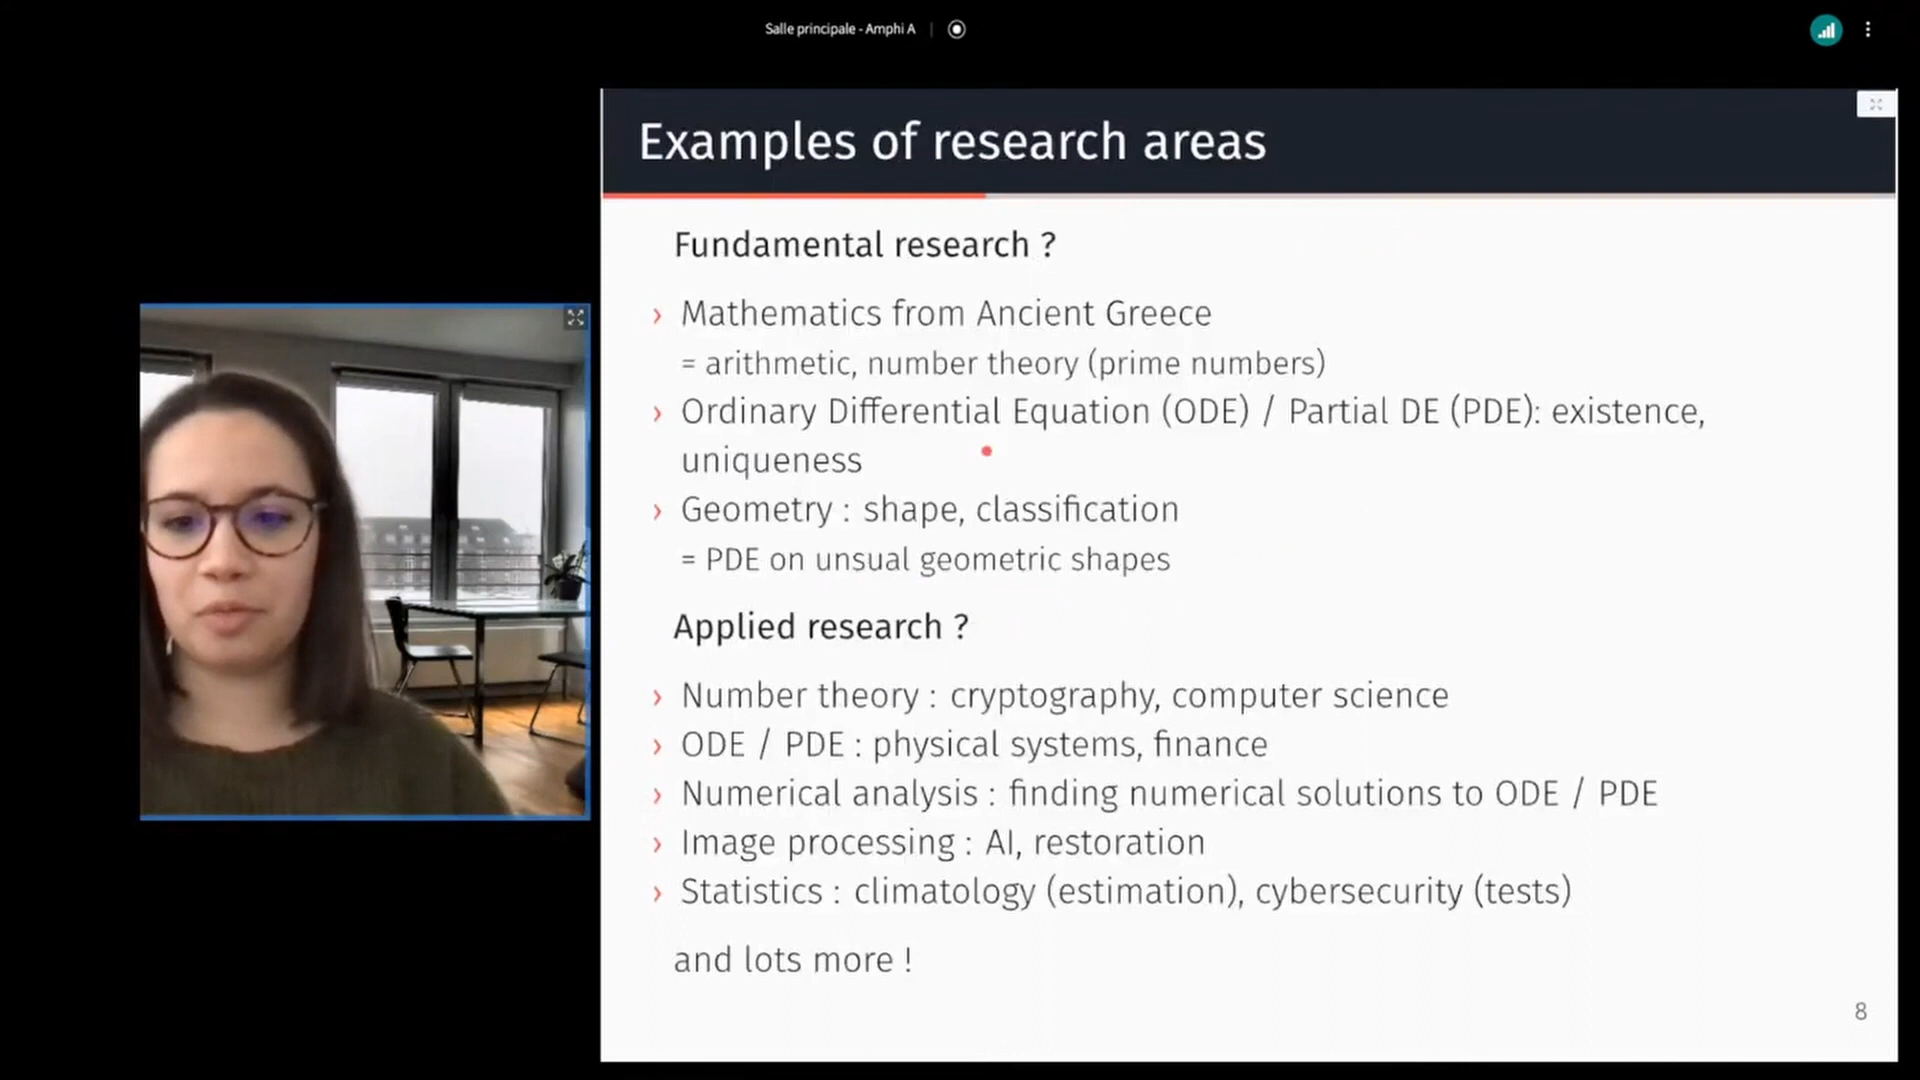 Salle principale - Amphi A
Examples of research areas
Fundamental research ?
› Mathematics from Ancient Greece
= arithmetic, number theory (prime numbers)
› Ordinary Differential Equation (ODE) / Partial DE (PDE): existence,
uniqueness
› Geometry : shape, classification
= PDE on unsual geometric shapes
Applied research ?
› Number theory : cryptography, computer science
› ODE / PDE : physical systems, finance
› Numerical analysis : finding numerical solutions to ODE / PDE
› Image processing : AI, restoration
› Statistics : climatology (estimation), cybersecurity (tests)
and lots more !
8